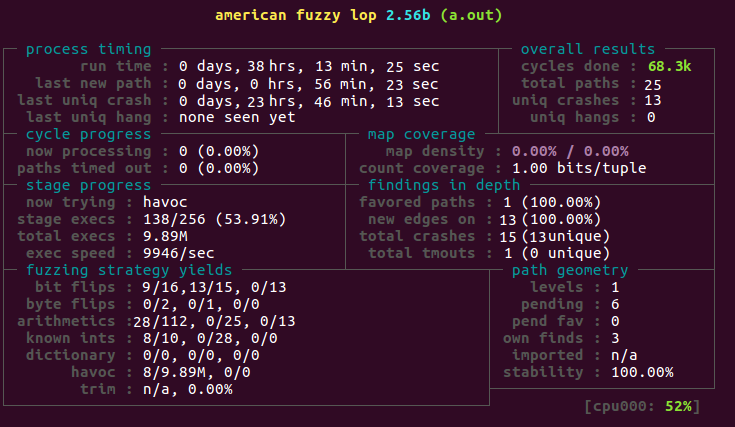 american fuzzy lop 2.56b (a.out)
process timing
run time : 0 days, 38 hrs, 13 min, 25 sec
last new path : 0 days, 0 hrs, 56 min, 23 sec
last uniq crash : 0 days, 23 hrs, 46 min, 13 sec
last uniq hang : none seen yet
overall results
cycles done : 68.3k
total paths : 25
uniq crashes : 13
uniq hangs : 0
cycle progress
now processing : 0 (0.00%)
paths timed out : 0 (0.00%)
map coverage
map density : 0.00% / 0.00%
count coverage : 1.00 bits/tuple
stage progress
now trying : havoc
stage execs : 138/256 (53.91%)
total execs : 9.89M
exec speed : 9946/sec
findings in depth
favored paths : 1 (100.00%)
new edges on : 13 (100.00%)
total crashes : 15 (13 unique)
total tmouts : 1 (0 unique)
fuzzing strategy yields
bit flips : 9/16,13/15, 0/13
byte flips : 0/2, 0/1, 0/0
arithmetics :28/112, 0/25, 0/13
known ints : 8/10, 0/28, 0/0
dictionary : 0/0, 0/0, 0/0
havoc : 8/9.89M, 0/0
trim : n/a, 0.00%
path geometry
levels : 1
pending : 6
pend fav : 0
own finds : 3
imported : n/a
stability : 100.00%
[cpu000: 52%]